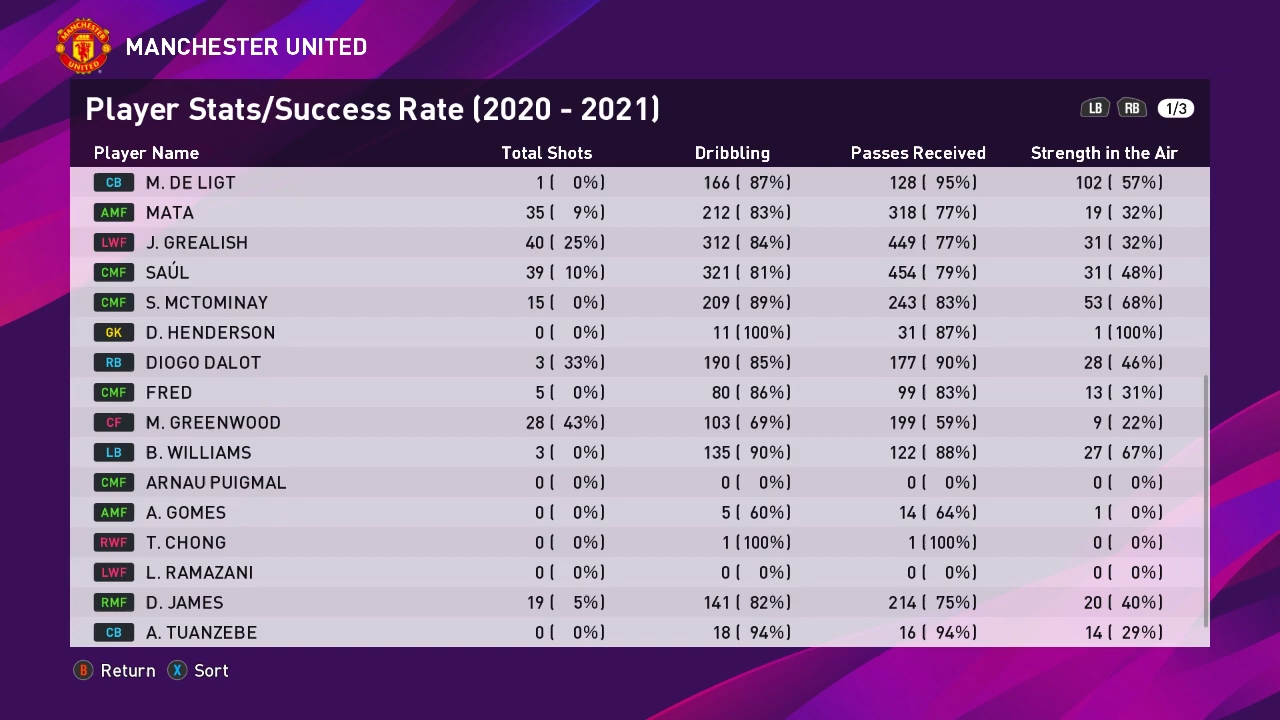 MANCHESTER UNITED
MANCHESTER
UNITED
Player Stats/Success Rate (2020 - 2021) LB RB 1/3
Player Name Total Shots Dribbling Passes Received Strength in the Air
CB M. DE LIGT 1 ( 0%) 166 ( 87%) 128 ( 95%) 102 ( 57%)
AMF MATA 35 ( 9%) 212 ( 83%) 318 ( 77%) 19 ( 32%)
LWF J. GREALISH 40 ( 25%) 312 ( 84%) 449 ( 77%) 31 ( 32%)
CMF SAÚL 39 ( 10%) 321 ( 81%) 454 ( 79%) 31 ( 48%)
CMF S. MCTOMINAY 15 ( 0%) 209 ( 89%) 243 ( 83%) 53 ( 68%)
GK D. HENDERSON 0 ( 0%) 11 (100%) 31 ( 87%) 1 (100%)
RB DIOGO DALOT 3 ( 33%) 190 ( 85%) 177 ( 90%) 28 ( 46%)
CMF FRED 5 ( 0%) 80 ( 86%) 99 ( 83%) 13 ( 31%)
CF M. GREENWOOD 28 ( 43%) 103 ( 69%) 199 ( 59%) 9 ( 22%)
LB B. WILLIAMS 3 ( 0%) 135 ( 90%) 122 ( 88%) 27 ( 67%)
CMF ARNAU PUIGMAL 0 ( 0%) 0 ( 0%) 0 ( 0%) 0 ( 0%)
AMF A. GOMES 0 ( 0%) 5 ( 60%) 14 ( 64%) 1 ( 0%)
RWF T. CHONG 0 ( 0%) 1 (100%) 1 (100%) 0 ( 0%)
LWF L. RAMAZANI 0 ( 0%) 0 ( 0%) 0 ( 0%) 0 ( 0%)
RMF D. JAMES 19 ( 5%) 141 ( 82%) 214 ( 75%) 20 ( 40%)
CB A. TUANZEBE 0 ( 0%) 18 ( 94%) 16 ( 94%) 14 ( 29%)
B Return X Sort